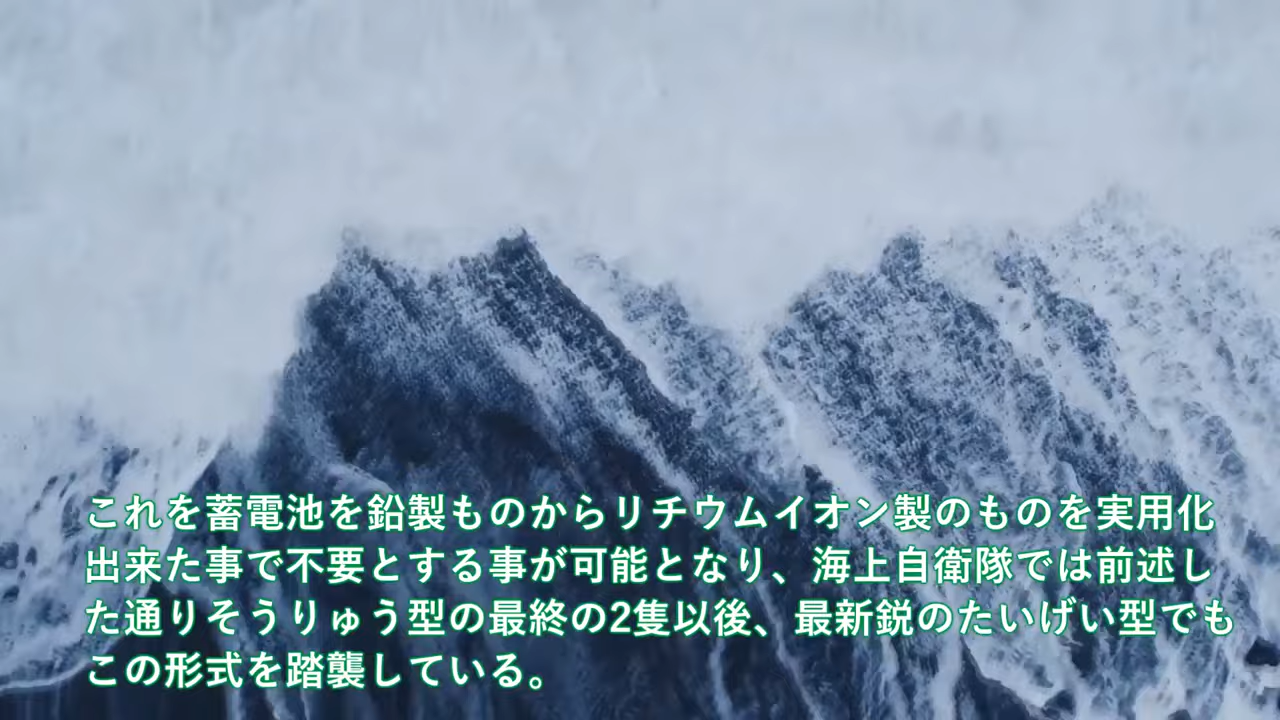 これを蓄電池を鉛製ものからリチウムイオン製のものを実用化
出来た事で不要とする事が可能となり、海上自衛隊では前述し
た通りそうりゅう型の最終の2隻以後、最新鋭のたいげい型でも
この形式を踏襲している。